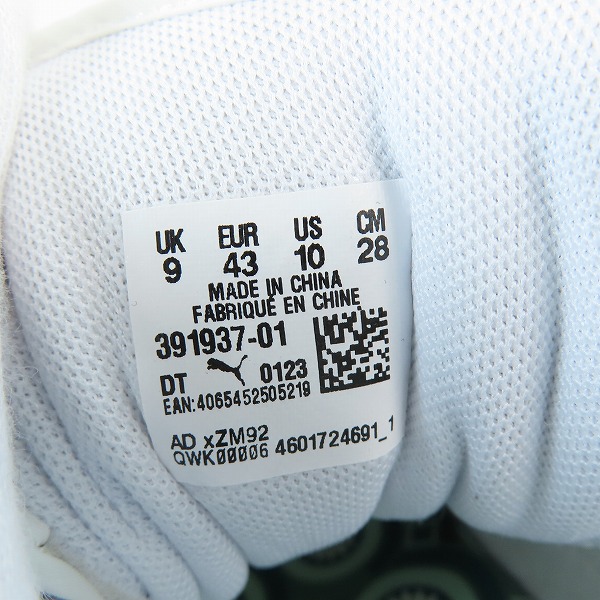 UK EUR US CM
9 43 10 28
MADE IN CHINA
FABRIQUÉ EN CHINE
391937-01
DT 0123
EAN:4065452505219
AD xZM92
QWK00006 4601724691_1